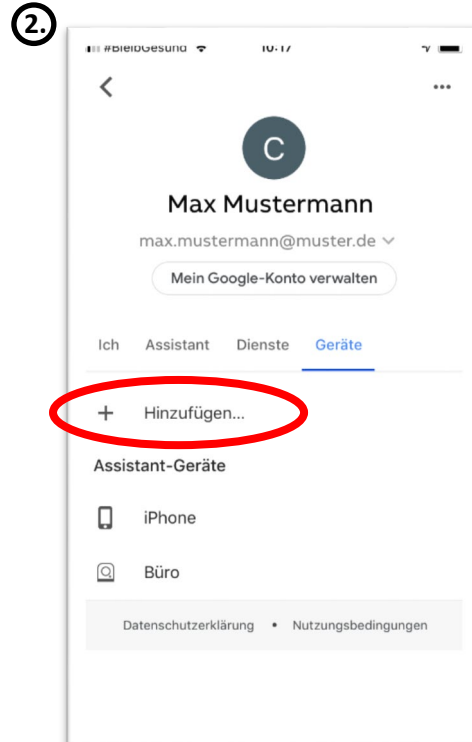 2.
#BleibGesund 10:17
C
Max Mustermann
max.mustermann@muster.de
Mein Google-Konto verwalten
Ich Assistant Dienste Geräte
+ Hinzufügen...
Assistant-Geräte
iPhone
Büro
Datenschutzerklärung • Nutzungsbedingungen